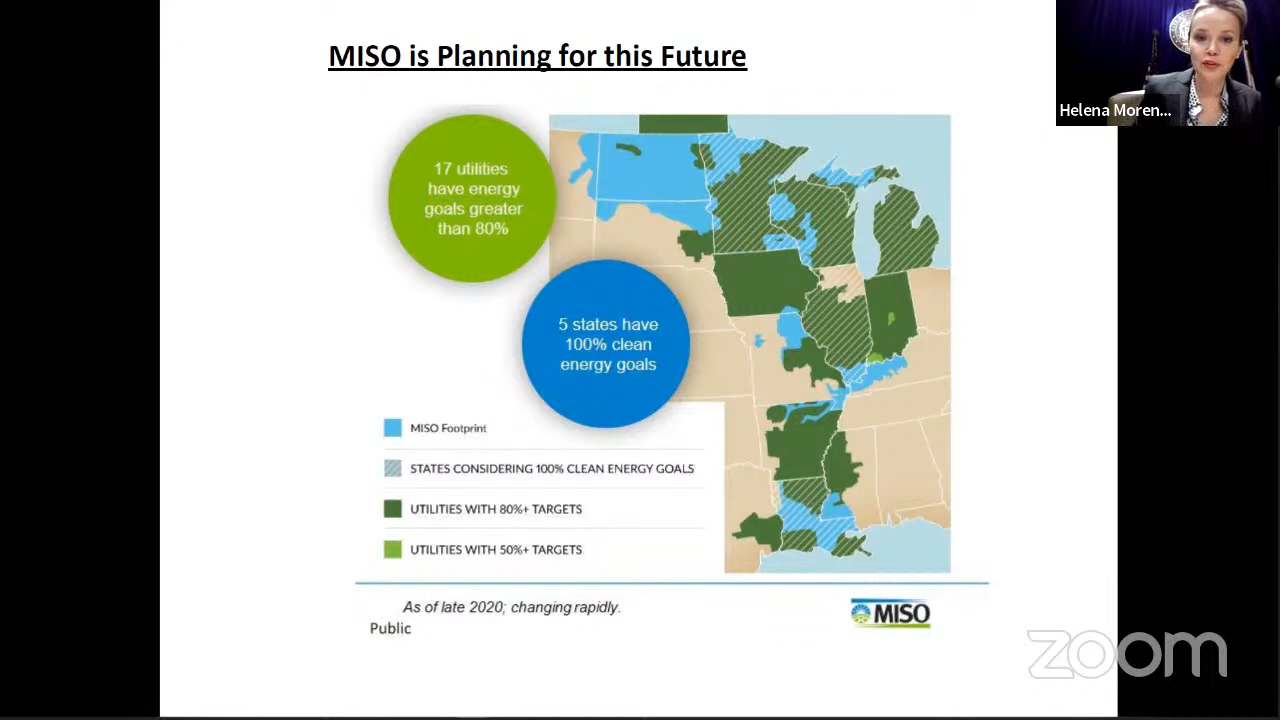 MISO is Planning for this Future
Helena Moren...
17 utilities
have energy
goals greater
than 80%
5 states have
100% clean
energy goals
MISO Footprint
STATES CONSIDERING 100% CLEAN ENERGY GOALS
UTILITIES WITH 80%+ TARGETS
UTILITIES WITH 50%+ TARGETS
As of late 2020; changing rapidly.
Public
MISO
zoom